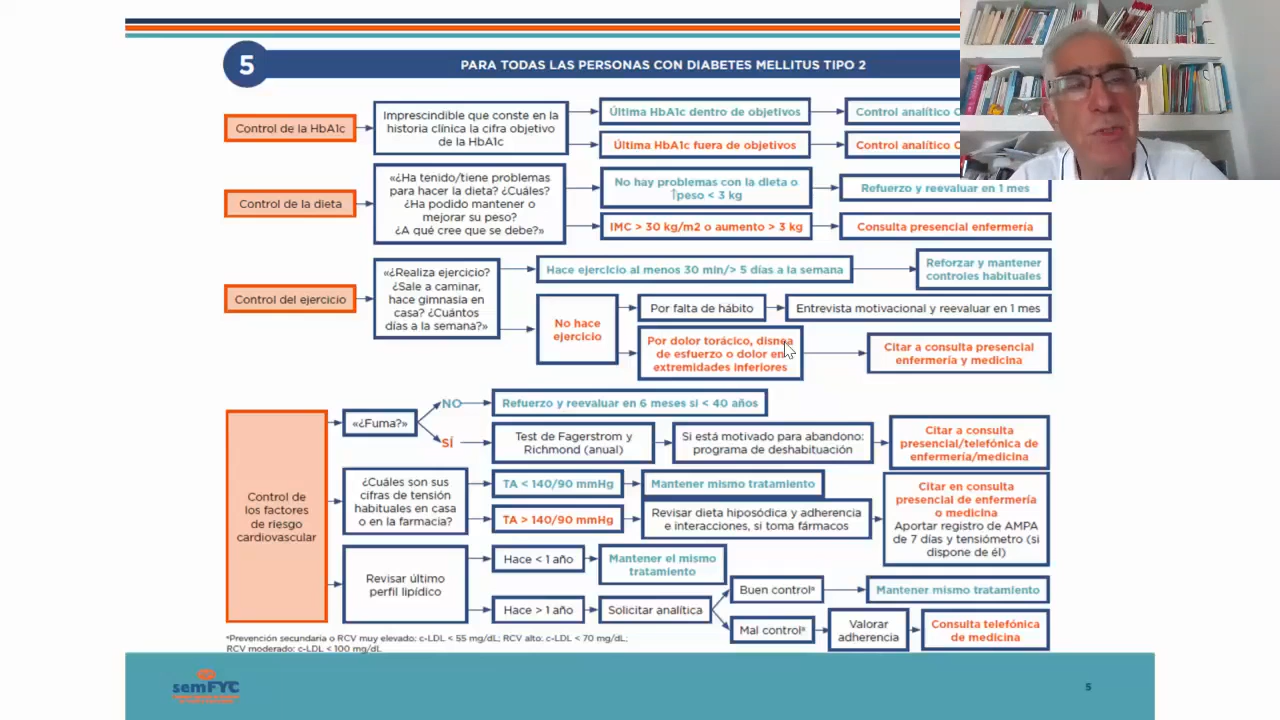 5
PARA TODAS LAS PERSONAS CON DIABETES MELLITUS TIPO 2
Control de la HbA1c
Imprescindible que conste en la
historia clínica la cifra objetivo
de la HbA1c
Última HbA1c dentro de objetivos
Control analítico
Última HbA1c fuera de objetivos
Control analítico
Control de la dieta
«¿Ha tenido/tiene problemas
para hacer la dieta? ¿Cuáles?
¿Ha podido mantener o
mejorar su peso?
¿A qué cree que se debe?»
No hay problemas con la dieta o
↑peso < 3 kg
Refuerzo y reevaluar en 1 mes
IMC > 30 kg/m2 o aumento > 3 kg
Consulta presencial enfermería
Control del ejercicio
«¿Realiza ejercicio?
¿Sale a caminar,
hace gimnasia en
casa? ¿Cuántos
días a la semana?»
Hace ejercicio al menos 30 min/> 5 días a la semana
Reforzar y mantener
controles habituales
No hace
ejercicio
Por falta de hábito
Entrevista motivacional y reevaluar en 1 mes
Por dolor torácico, disnea
de esfuerzo o dolor en
extremidades inferiores
Citar a consulta presencial
enfermería y medicina
Control de
los factores
de riesgo
cardiovascular
«¿Fuma?»
NO
Refuerzo y reevaluar en 6 meses si < 40 años
SÍ
Test de Fagerstrom y
Richmond (anual)
Si está motivado para abandono:
programa de deshabituación
Citar a consulta
presencial/telefónica de
enfermería/medicina
¿Cuáles son sus
cifras de tensión
habituales en casa
o en la farmacia?
TA < 140/90 mmHg
Mantener mismo tratamiento
TA > 140/90 mmHg
Revisar dieta hiposódica y adherencia
e interacciones, si toma fármacos
Citar en consulta
presencial de enfermería
o medicina
Aportar registro de AMPA
de 7 días y tensiómetro (si
dispone de él)
Revisar último
perfil lipídico
Hace < 1 año
Mantener el mismo
tratamiento
Hace > 1 año
Solicitar analítica
Buen controlª
Mantener mismo tratamiento
Mal controlª
Valorar
adherencia
Consulta telefónica
de medicina
ªPrevención secundaria o RCV muy elevado: c-LDL < 55 mg/dL; RCV alto: c-LDL < 70 mg/dL;
RCV moderado: c-LDL < 100 mg/dL
semFYC
5